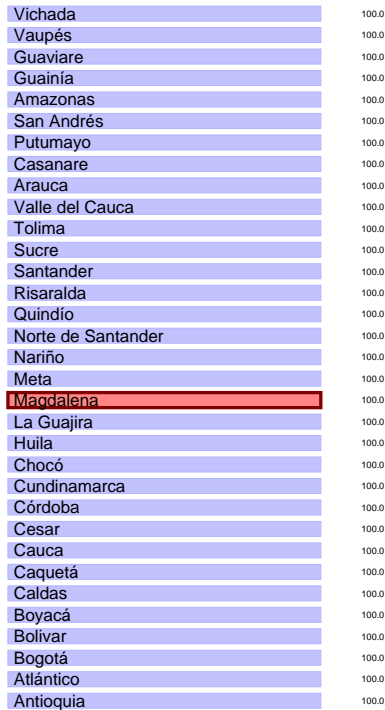 Vichada 100.0
Vaupés 100.0
Guaviare 100.0
Guainía 100.0
Amazonas 100.0
San Andrés 100.0
Putumayo 100.0
Casanare 100.0
Arauca 100.0
Valle del Cauca 100.0
Tolima 100.0
Sucre 100.0
Santander 100.0
Risaralda 100.0
Quindío 100.0
Norte de Santander 100.0
Nariño 100.0
Meta 100.0
Magdalena 100.0
La Guajira 100.0
Huila 100.0
Chocó 100.0
Cundinamarca 100.0
Córdoba 100.0
Cesar 100.0
Cauca 100.0
Caquetá 100.0
Caldas 100.0
Boyacá 100.0
Bolivar 100.0
Bogotá 100.0
Atlántico 100.0
Antioquia 100.0